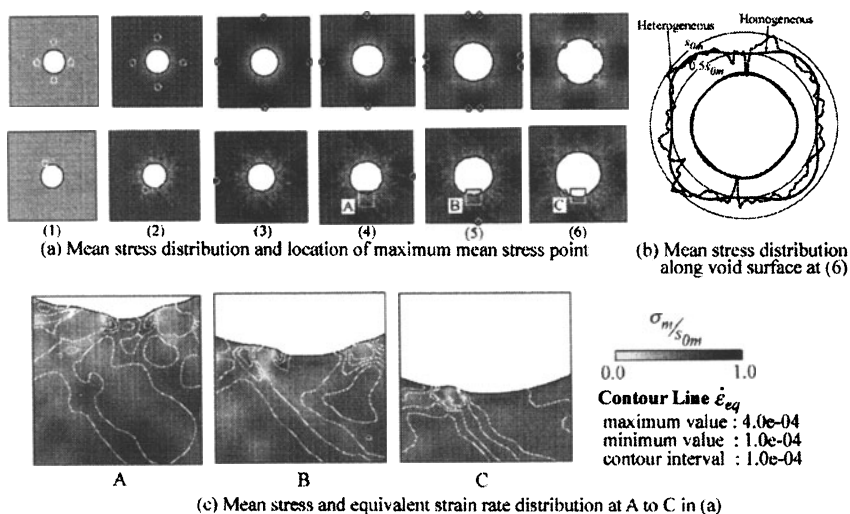 Heterogeneous
Homogeneous
s0m
0.5s0m
A
B
C
(1)
(2)
(3)
(4)
(5)
(6)
(a) Mean stress distribution and location of maximum mean stress point
(b) Mean stress distribution
along void surface at (6)
σm/s0m
0.0
1.0
Contour Line ε̇eq
maximum value : 4.0e-04
minimum value : 1.0e-04
contour interval : 1.0e-04
A
B
C
(c) Mean stress and equivalent strain rate distribution at A to C in (a)